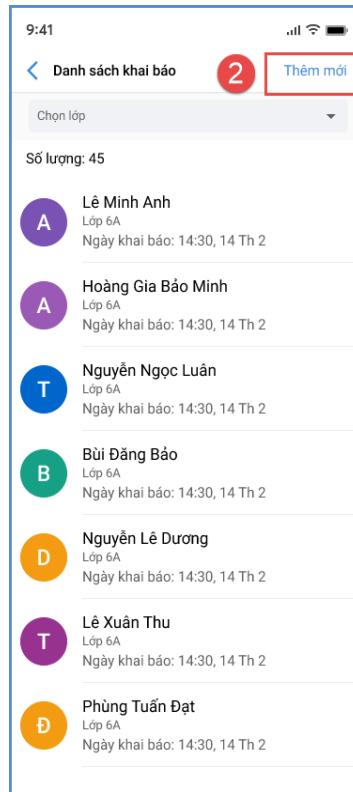 9:41
Danh sách khai báo
2
Thêm mới
Chọn lớp
Số lượng: 45
A
Lê Minh Anh
Lớp 6A
Ngày khai báo: 14:30, 14 Th 2
A
Hoàng Gia Bảo Minh
Lớp 6A
Ngày khai báo: 14:30, 14 Th 2
T
Nguyễn Ngọc Luân
Lớp 6A
Ngày khai báo: 14:30, 14 Th 2
B
Bùi Đăng Bảo
Lớp 6A
Ngày khai báo: 14:30, 14 Th 2
D
Nguyễn Lê Dương
Lớp 6A
Ngày khai báo: 14:30, 14 Th 2
T
Lê Xuân Thu
Lớp 6A
Ngày khai báo: 14:30, 14 Th 2
Đ
Phùng Tuấn Đạt
Lớp 6A
Ngày khai báo: 14:30, 14 Th 2